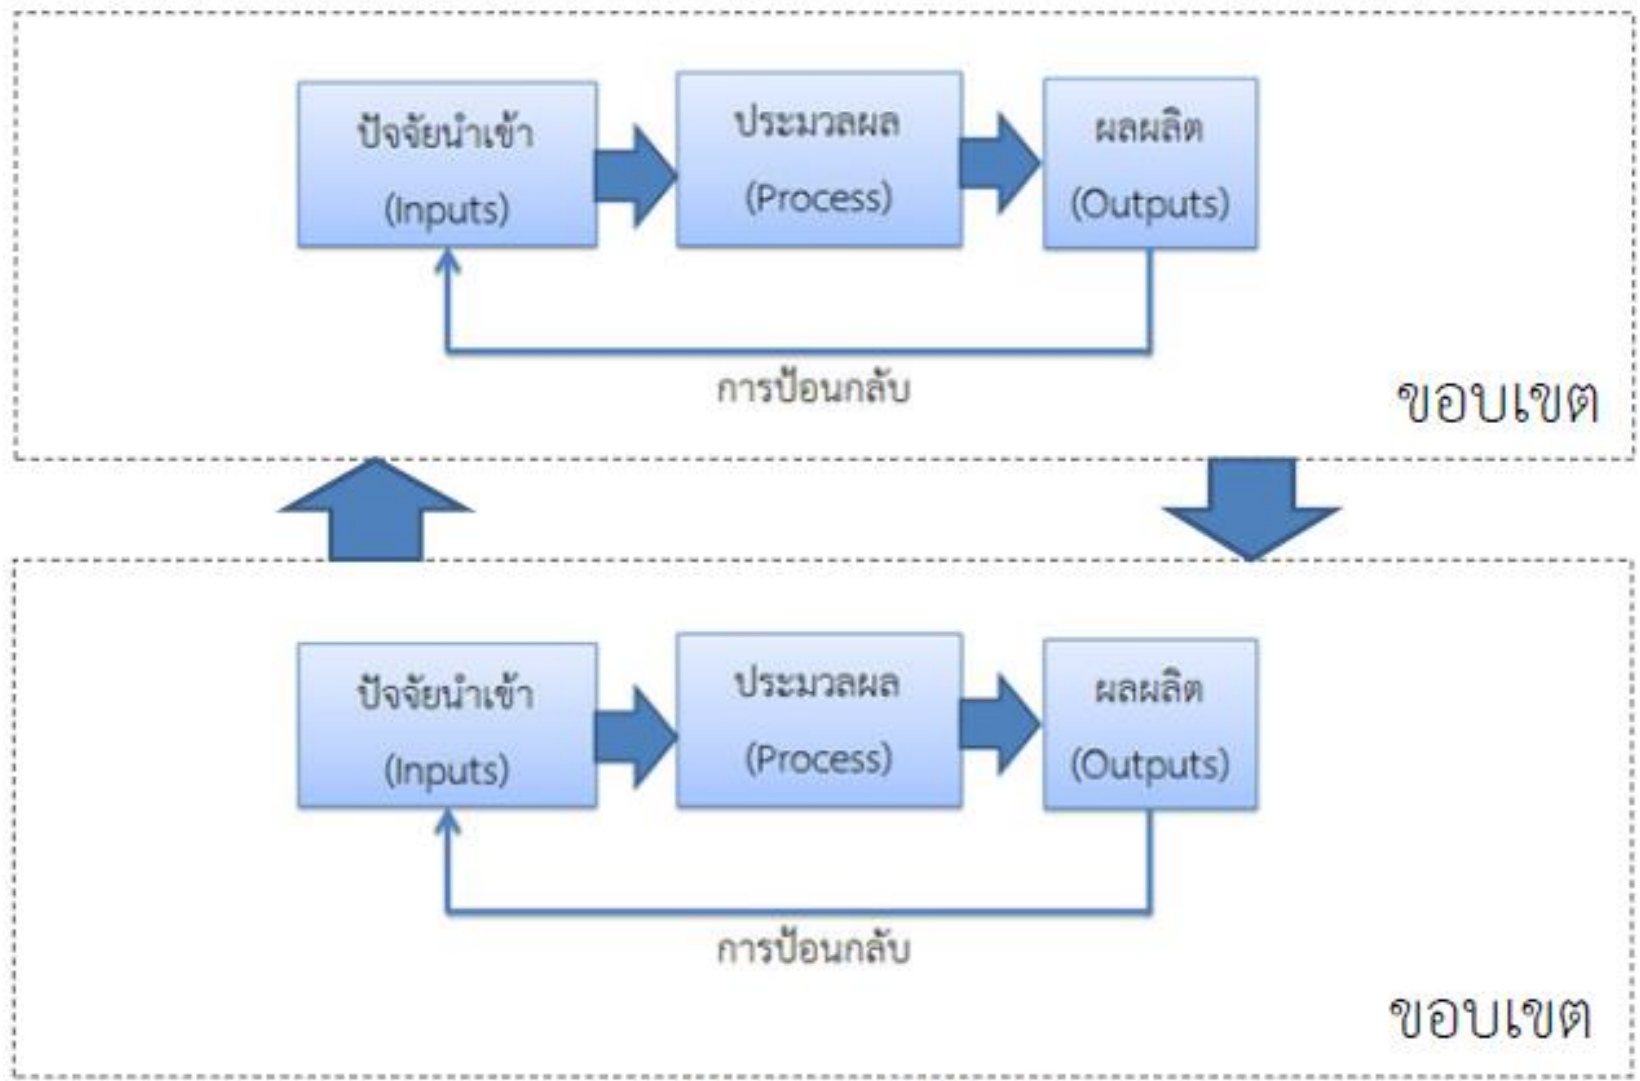 ปัจจัยนำเข้า
(Inputs)
ประมวลผล
(Process)
ผลผลิต
(Outputs)
การป้อนกลับ
ขอบเขต
ปัจจัยนำเข้า
(Inputs)
ประมวลผล
(Process)
ผลผลิต
(Outputs)
การป้อนกลับ
ขอบเขต